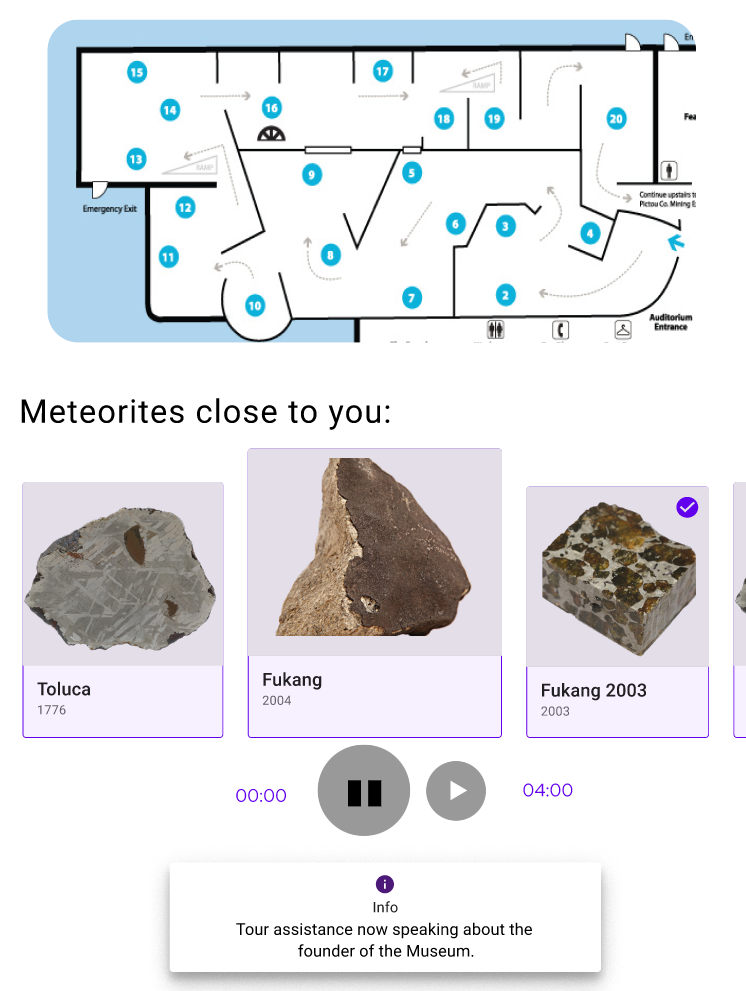 En
15
17
14
RAMP
16
18
19
20
Fea
13
RAMP
9
5
Emergency Exit
12
Continue upstairs to
Pictou Co. Mining E
6
3
4
11
8
10
7
2
Auditorium
Entrance
Meteorites close to you:
Toluca
1776
Fukang
2004
Fukang 2003
2003
00:00
04:00
Info
Tour assistance now speaking about the
founder of the Museum.